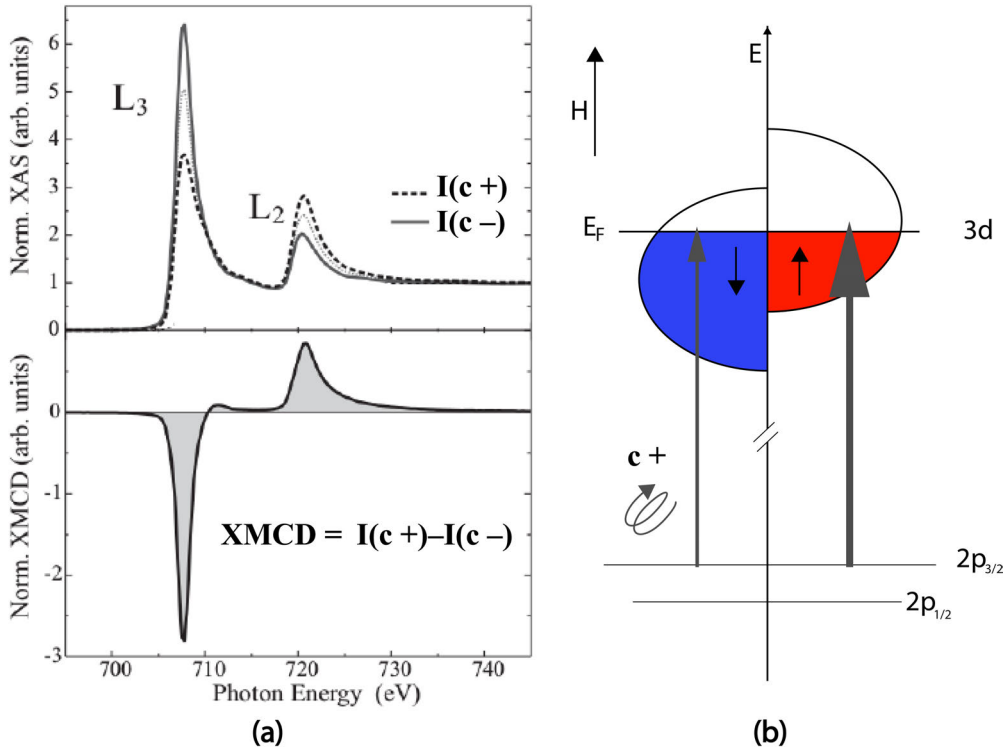 Norm. XAS (arb. units)
6
5
4
3
2
1
0
L3
L2
I(c +)
I(c –)
Norm. XMCD (arb. units)
0
-1
-2
-3
XMCD = I(c +)–I(c –)
700
710
720
730
740
Photon Energy (eV)
(a)
H
E
EF
3d
c +
2p3/2
2p1/2
(b)